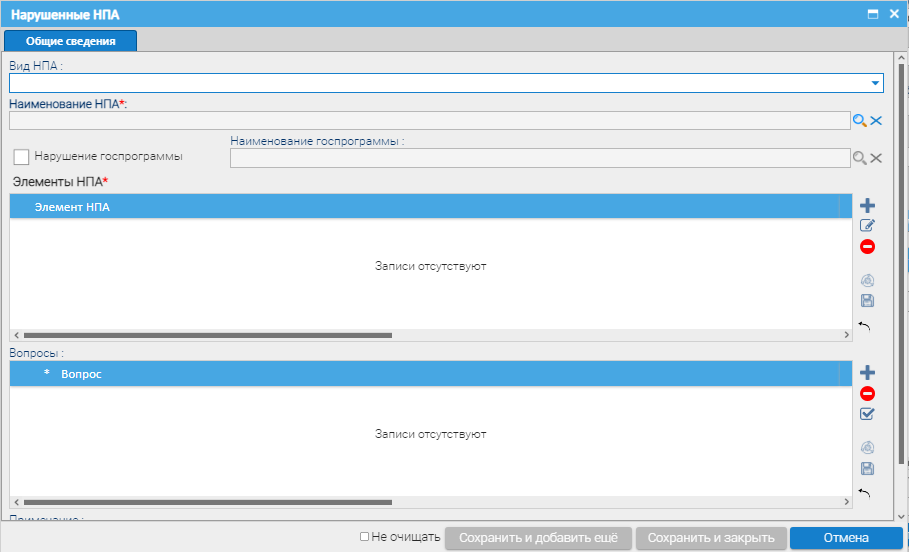 Нарушенные НПА
Общие сведения
Вид НПА :
Наименование НПА*:
Наименование госпрограммы :
Нарушение госпрограммы
Элементы НПА*
Элемент НПА
Записи отсутствуют
Вопросы :
* Вопрос
Записи отсутствуют
Примечание :
Не очищать
Сохранить и добавить ещё
Сохранить и закрыть
Отмена